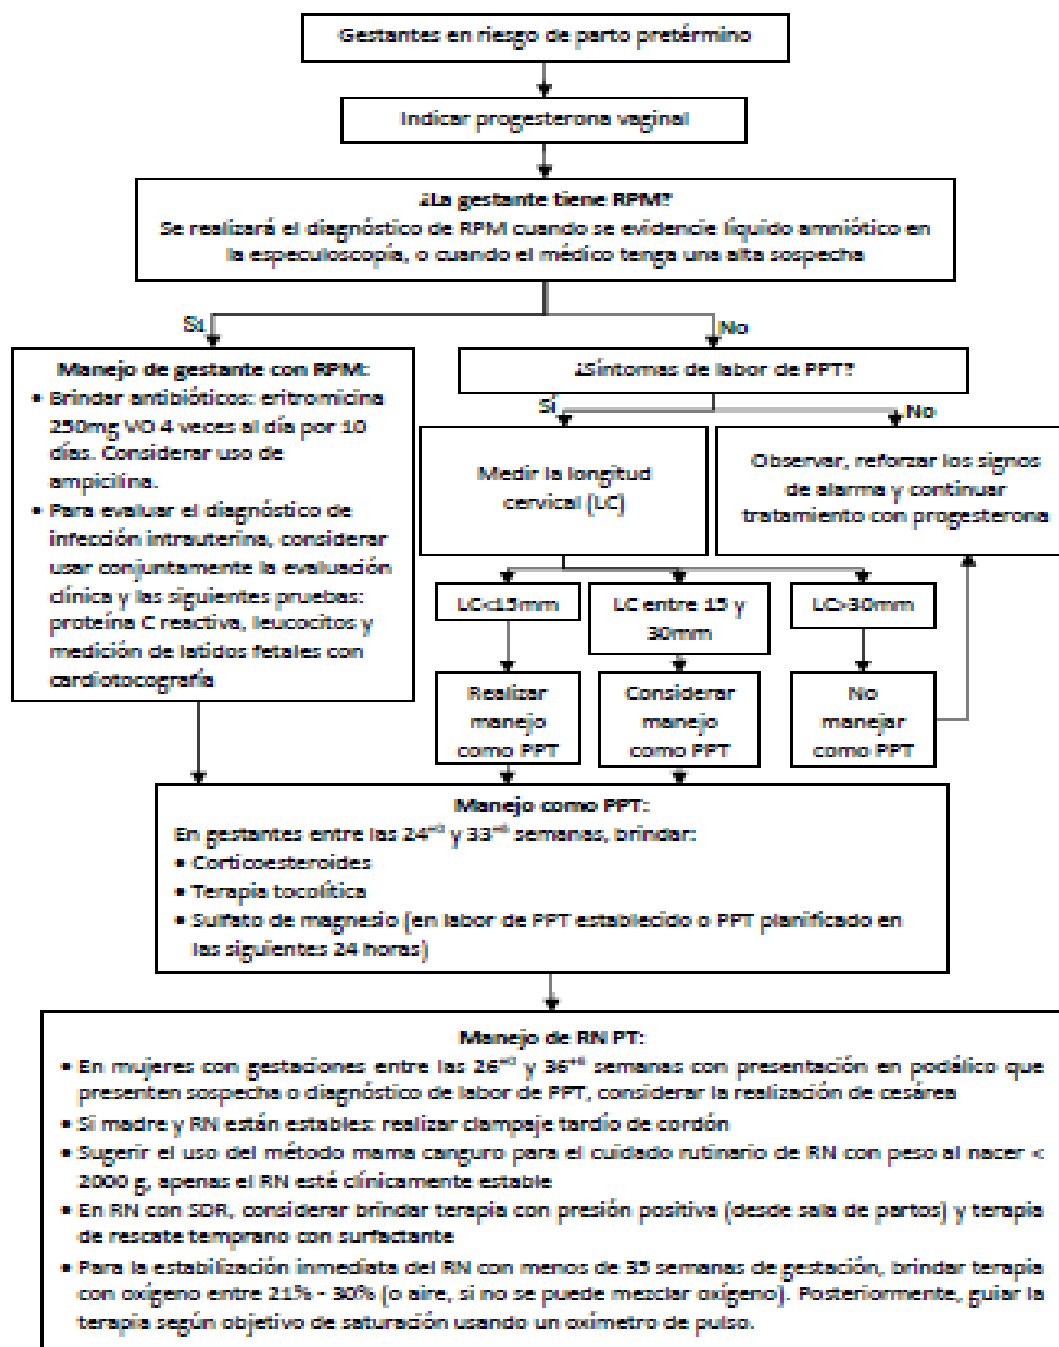 Gestantes en riesgo de parto pretérmino
Indicar progesterona vaginal
¿La gestante tiene RPM?
Se realizará el diagnóstico de RPM cuando se evidencie líquido amniótico en
la especuloscopía, o cuando el médico tenga una alta sospecha
Sí
No
Manejo de gestante con RPM:
• Brindar antibióticos: eritromicina
250mg VO 4 veces al día por 10
días. Considerar uso de
ampicilina.
• Para evaluar el diagnóstico de
infección intrauterina, considerar
usar conjuntamente la evaluación
clínica y las siguientes pruebas:
proteína C reactiva, leucocitos y
medición de latidos fetales con
cardiotocografía
¿Síntomas de labor de PPT?
Sí
No
Medir la longitud
cervical (LC)
Observar, reforzar los signos
de alarma y continuar
tratamiento con progesterona
LC<15mm
LC entre 15 y
30mm
LC>30mm
Realizar
manejo
como PPT
Considerar
manejo
como PPT
No
manejar
como PPT
Manejo como PPT:
En gestantes entre las 24⁺⁰ y 33⁺⁶ semanas, brindar:
• Corticoesteroides
• Terapia tocolítica
• Sulfato de magnesio (en labor de PPT establecido o PPT planificado en
las siguientes 24 horas)
Manejo de RN PT:
• En mujeres con gestaciones entre las 26⁺⁰ y 36⁺⁶ semanas con presentación en podálico que
presenten sospecha o diagnóstico de labor de PPT, considerar la realización de cesárea
• Si madre y RN están estables: realizar clampaje tardío de cordón
• Sugerir el uso del método mama canguro para el cuidado rutinario de RN con peso al nacer <
2000 g, apenas el RN esté clínicamente estable
• En RN con SDR, considerar brindar terapia con presión positiva (desde sala de partos) y terapia
de rescate temprano con surfactante
• Para la estabilización inmediata del RN con menos de 35 semanas de gestación, brindar terapia
con oxígeno entre 21% - 30% (o aire, si no se puede mezclar oxígeno). Posteriormente, guiar la
terapia según objetivo de saturación usando un oxímetro de pulso.